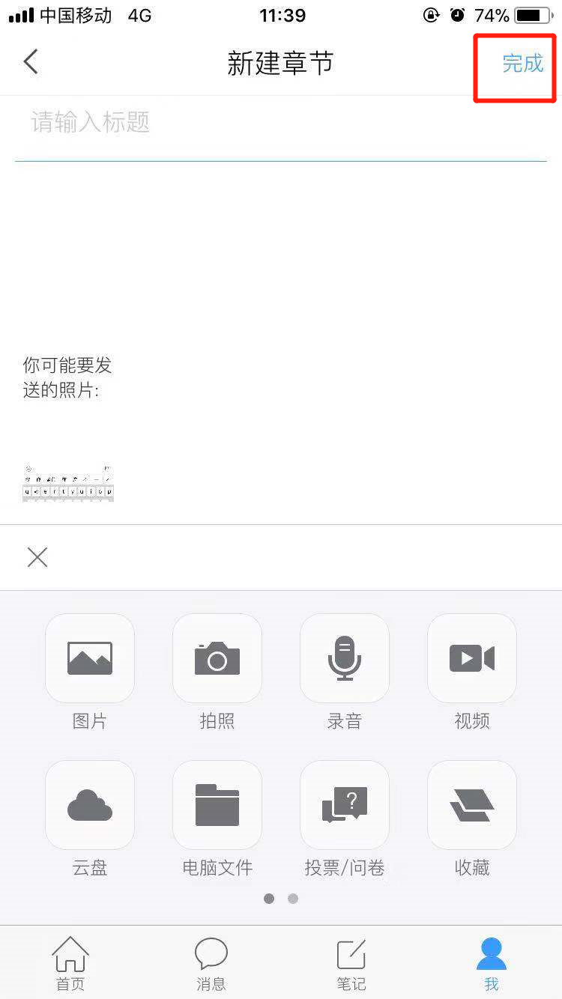 中国移动 4G 11:39 74%
新建章节 完成
请输入标题
你可能要发
送的照片:
q w e r t y u i o p
图片 拍照 录音 视频
云盘 电脑文件 投票/问卷 收藏
首页 消息 笔记 我